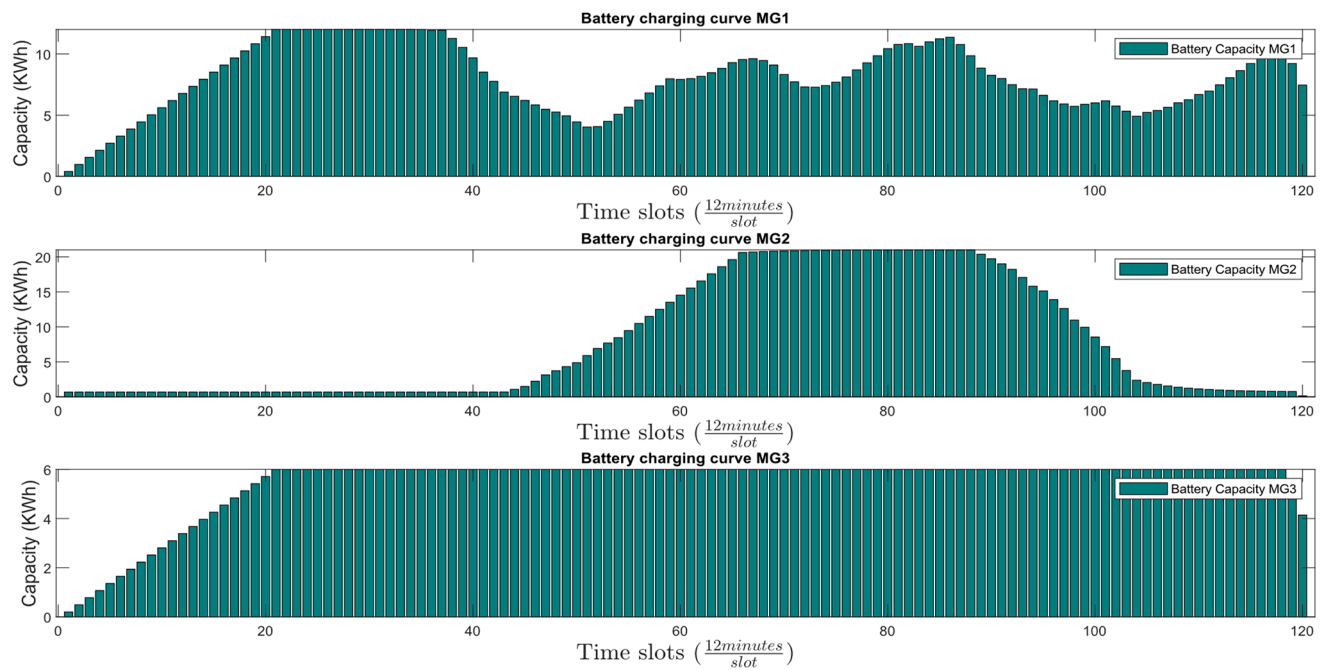 Battery charging curve MG1
Capacity (KWh)
10
5
0
Battery Capacity MG1
0 20 40 60 80 100 120
Time slots (12minutes/slot)
Battery charging curve MG2
Capacity (KWh)
20
15
10
5
0
Battery Capacity MG2
0 20 40 60 80 100 120
Time slots (12minutes/slot)
Battery charging curve MG3
Capacity (KWh)
6
4
2
0
Battery Capacity MG3
0 20 40 60 80 100 120
Time slots (12minutes/slot)